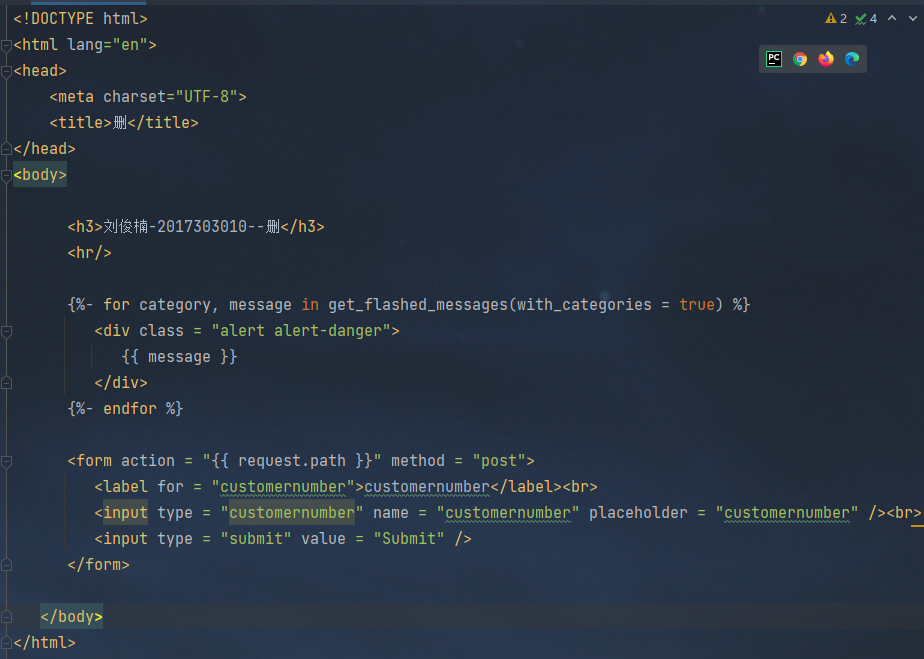 <!DOCTYPE html>
2 4
<html lang="en">
PC
<head>
<meta charset="UTF-8">
<title>删</title>
</head>
<body>
<h3>刘俊楠-2017303010--删</h3>
<hr/>
{%- for category, message in get_flashed_messages(with_categories = true) %}
<div class = "alert alert-danger">
{{ message }}
</div>
{%- endfor %}
<form action = "{{ request.path }}" method = "post">
<label for = "customernumber">customernumber</label><br>
<input type = "customernumber" name = "customernumber" placeholder = "customernumber" /><br>
<input type = "submit" value = "Submit" />
</form>
</body>
</html>